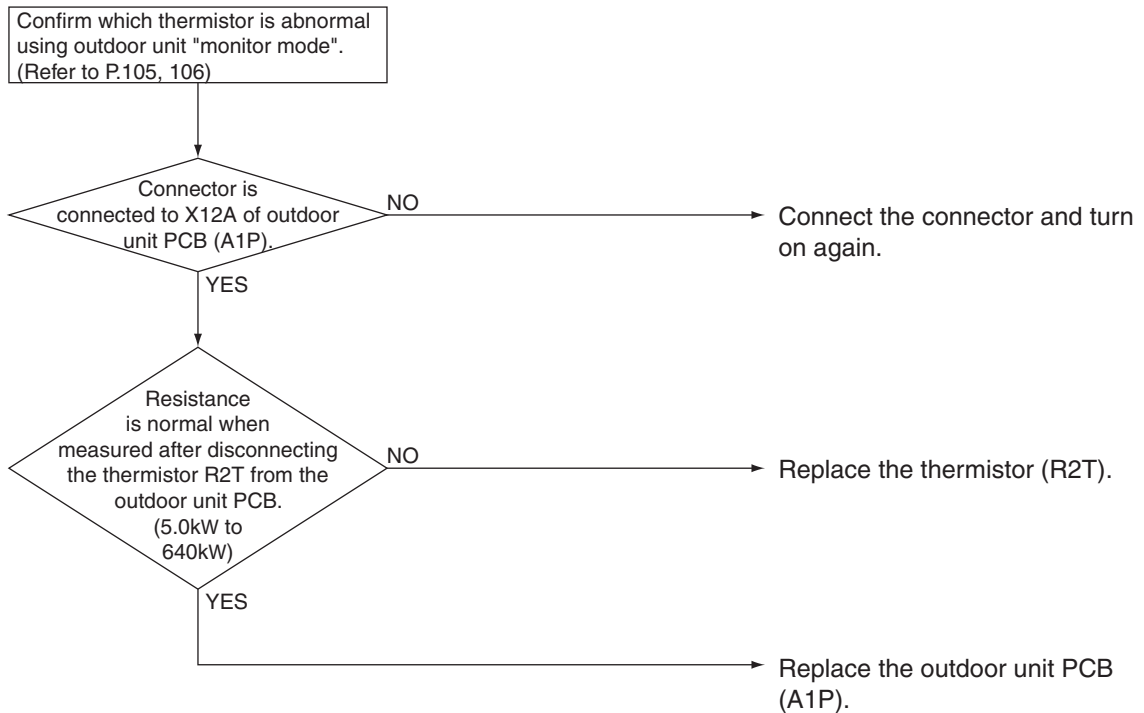 Confirm which thermistor is abnormal
using outdoor unit "monitor mode".
(Refer to P.105, 106)
Connector is
connected to X12A of outdoor
unit PCB (A1P).
NO
Connect the connector and turn
on again.
YES
Resistance
is normal when
measured after disconnecting
the thermistor R2T from the
outdoor unit PCB.
(5.0kW to
640kW)
NO
Replace the thermistor (R2T).
YES
Replace the outdoor unit PCB
(A1P).